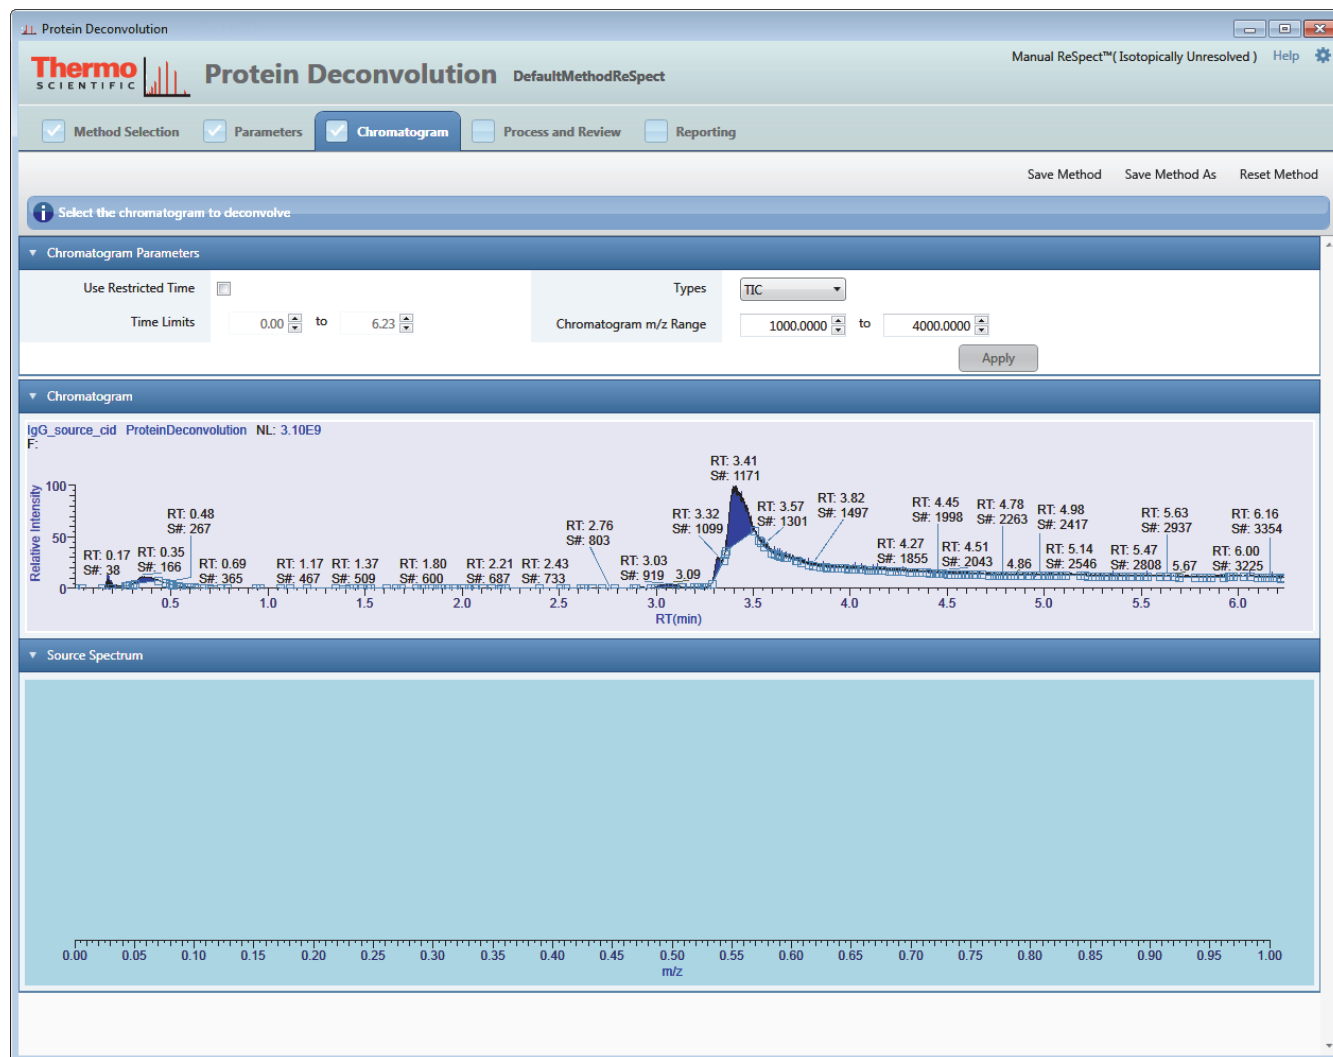 Protein Deconvolution
Thermo
SCIENTIFIC
Protein Deconvolution DefaultMethodReSpect
Manual ReSpect™( Isotopically Unresolved ) Help
Method Selection Parameters Chromatogram Process and Review Reporting
Save Method Save Method As Reset Method
Select the chromatogram to deconvolve
Chromatogram Parameters
Use Restricted Time Types TIC
Time Limits 0.00 to 6.23 Chromatogram m/z Range 1000.0000 to 4000.0000
Apply
Chromatogram
IgG_source_cid ProteinDeconvolution NL: 3.10E9
F:
Relative Intensity
100
50
0
RT: 0.17
S#: 38
RT: 0.35
S#: 166
RT: 0.48
S#: 267
RT: 0.69
S#: 365
RT: 1.17
S#: 467
RT: 1.37
S#: 509
RT: 1.80
S#: 600
RT: 2.21
S#: 687
RT: 2.43
S#: 733
RT: 2.76
S#: 803
RT: 3.03
S#: 919
3.09
RT: 3.32
S#: 1099
RT: 3.41
S#: 1171
RT: 3.57
S#: 1301
RT: 3.82
S#: 1497
RT: 4.27
S#: 1855
RT: 4.45
S#: 1998
RT: 4.51
S#: 2043
RT: 4.78
S#: 2263
4.86
RT: 4.98
S#: 2417
RT: 5.14
S#: 2546
RT: 5.47
S#: 2808
RT: 5.63
S#: 2937
5.67
RT: 6.00
S#: 3225
RT: 6.16
S#: 3354
0.5 1.0 1.5 2.0 2.5 3.0 3.5 4.0 4.5 5.0 5.5 6.0
RT(min)
Source Spectrum
0.00 0.05 0.10 0.15 0.20 0.25 0.30 0.35 0.40 0.45 0.50 0.55 0.60 0.65 0.70 0.75 0.80 0.85 0.90 0.95 1.00
m/z